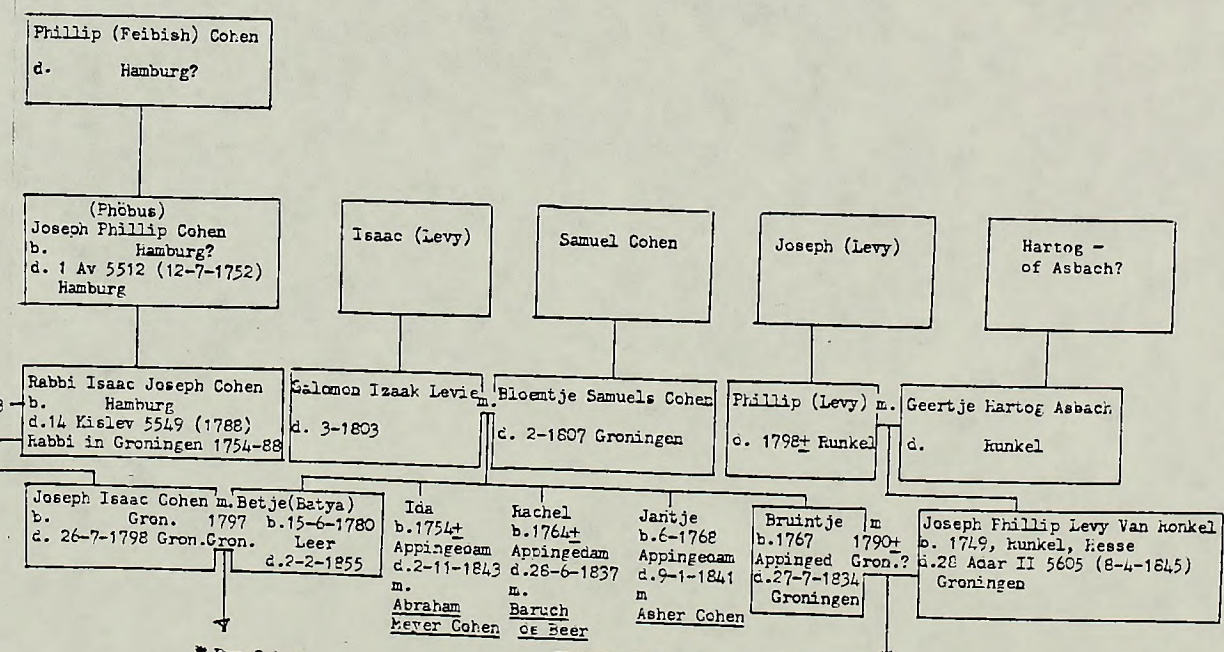 Phillip (Feibish) Cohen
d. Hamburg?
(Phöbus)
Joseph Phillip Cohen
b. Hamburg?
d. 1 Av 5512 (12-7-1752)
Hamburg
Isaac (Levy)
Samuel Cohen
Joseph (Levy)
Hartog -
of Asbach?
Rabbi Isaac Joseph Cohen
b. Hamburg
d.14 Kislev 5549 (1788)
Rabbi in Groningen 1754-88
Salomon Izaak Levie
d. 3-1803
m.
Bloemtje Samuels Cohen
d. 2-1807 Groningen
Phillip (Levy) m.
d. 1798± Runkel
Geertje Hartog Asbach
d. Runkel
Joseph Isaac Cohen m. Betje(Batya)
b. Gron. 1797 b.15-6-1780
d. 26-7-1798 Gron. Gron. Leer
d.2-2-1855
Ida
b.1754±
Appingedam
d.2-11-1843
m.
Abraham
Meyer Cohen
Rachel
b.1764±
Appingedam
d.26-6-1837
m.
Baruch
de Beer
Jantje
b.6-1768
Appingedam
d.9-1-1841
m
Asher Cohen
Bruintje m
b.1767 1790±
Appinged Gron.?
d.27-7-1834
Groningen
Joseph Phillip Levy Van Ronkel
b. 1749, Runkel, Hesse
d.28 Adar II 5605 (8-4-1845)
Groningen